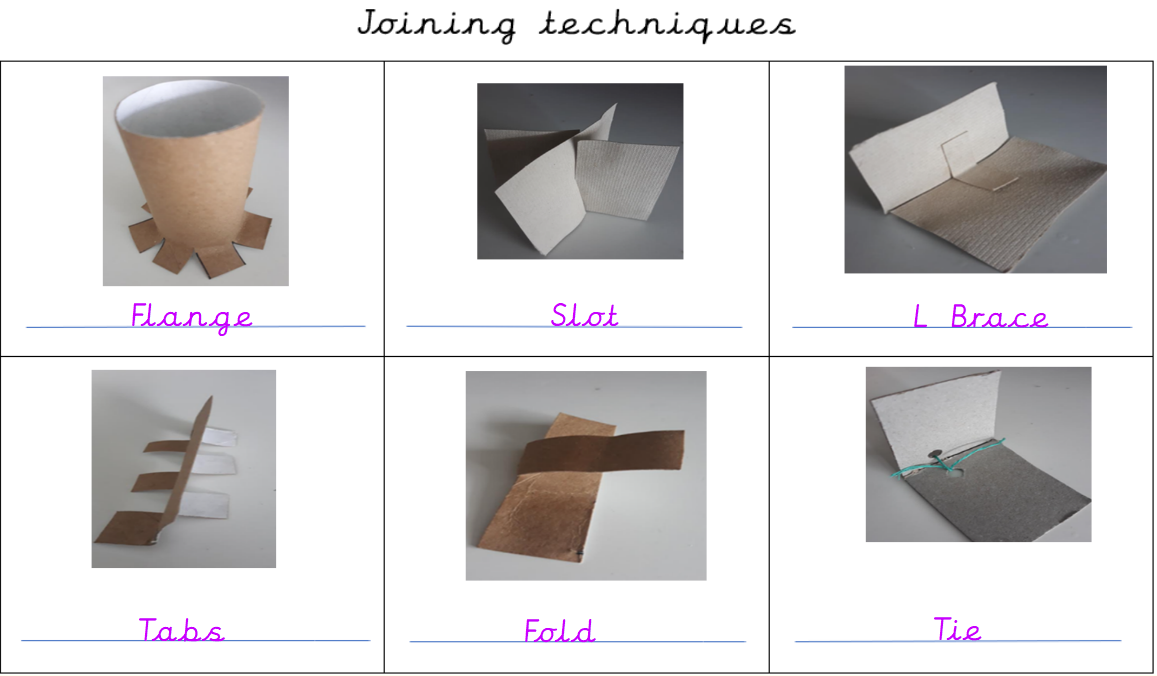 Joining techniques
Flange
Slot
L Brace
Tabs
Fold
Tie